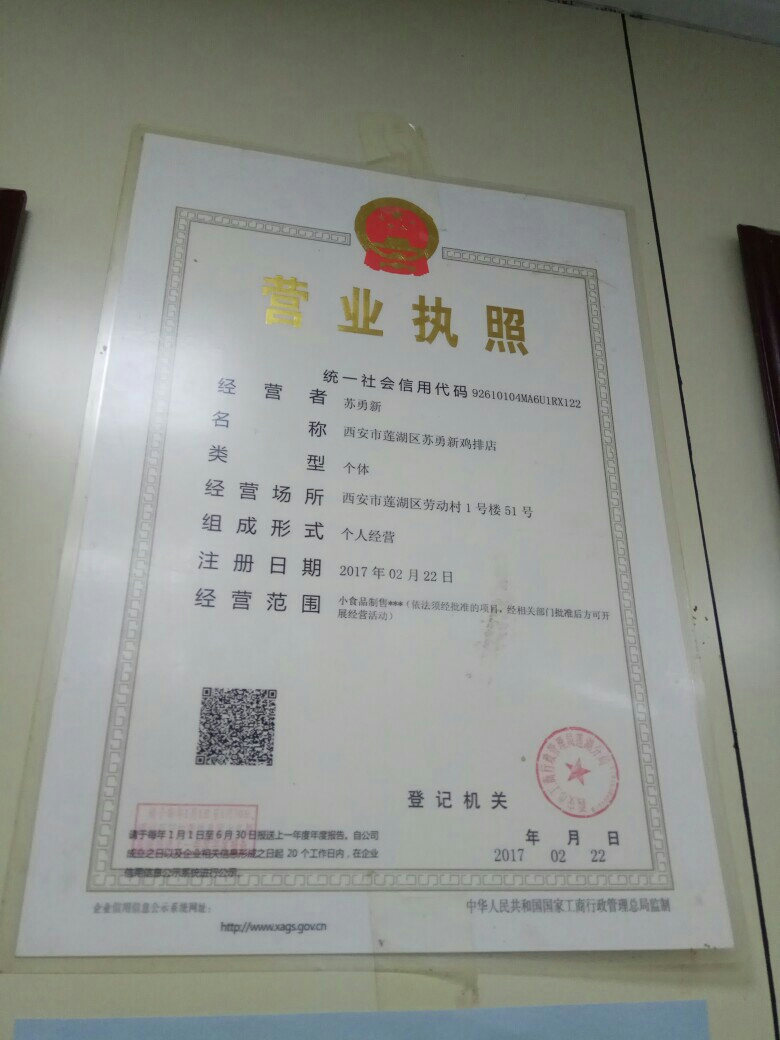 营业执照
统一社会信用代码 92610104MA6U1RX122
经营者 苏勇新
名称 西安市莲湖区苏勇新鸡排店
类型 个体
经营场所 西安市莲湖区劳动村1号楼51号
组成形式 个人经营
注册日期 2017年02月22日
经营范围 小食品制售***（依法须经批准的项目、经相关部门批准后方可开
展经营活动）
登记机关
年 月 日
2017 02 22
请于每年1月1日至6月30日报送上一年度年度报告。自公司
成立之日以及企业相关信息形成之日起 20 个工作日内，在企业
信用信息公示系统进行公示。
企业信用信息公示系统网址：
http://www.xags.gov.cn
中华人民共和国国家工商行政管理总局监制